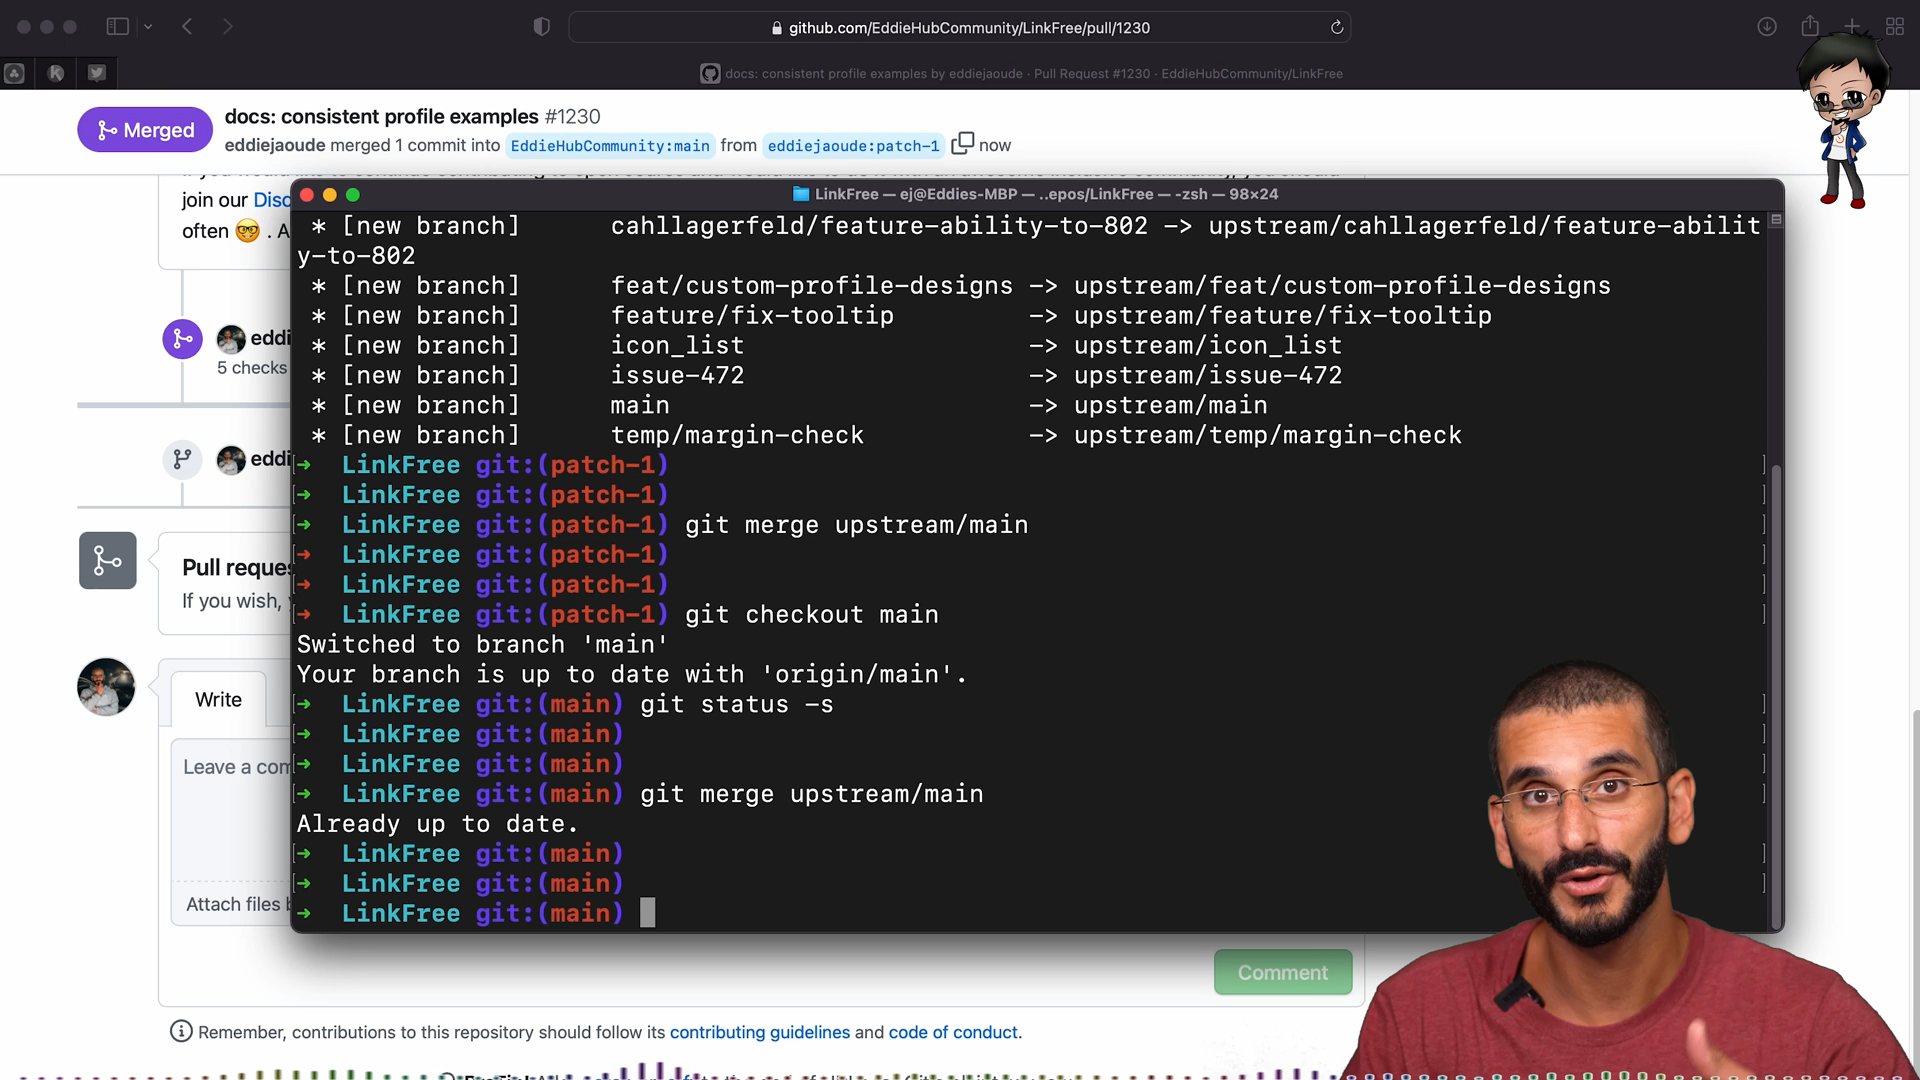 github.com/EddieHubCommunity/LinkFree/pull/1230
docs: consistent profile examples by eddiejaoude · Pull Request #1230 · EddieHubCommunity/LinkFree
Merged
docs: consistent profile examples #1230
eddiejaoude merged 1 commit into EddieHubCommunity:main from eddiejaoude:patch-1 now
join our Disc
often 🤓 . A
eddi
5 checks
eddi
Pull reques
If you wish,
Write
Leave a com
Attach files b
LinkFree — ej@Eddies-MBP — ..epos/LinkFree — -zsh — 98×24
* [new branch] cahllagerfeld/feature-ability-to-802 -> upstream/cahllagerfeld/feature-abilit
y-to-802
* [new branch] feat/custom-profile-designs -> upstream/feat/custom-profile-designs
* [new branch] feature/fix-tooltip -> upstream/feature/fix-tooltip
* [new branch] icon_list -> upstream/icon_list
* [new branch] issue-472 -> upstream/issue-472
* [new branch] main -> upstream/main
* [new branch] temp/margin-check -> upstream/temp/margin-check
➜ LinkFree git:(patch-1)
➜ LinkFree git:(patch-1)
➜ LinkFree git:(patch-1) git merge upstream/main
➜ LinkFree git:(patch-1)
➜ LinkFree git:(patch-1)
➜ LinkFree git:(patch-1) git checkout main
Switched to branch 'main'
Your branch is up to date with 'origin/main'.
➜ LinkFree git:(main) git status -s
➜ LinkFree git:(main)
➜ LinkFree git:(main)
➜ LinkFree git:(main) git merge upstream/main
Already up to date.
➜ LinkFree git:(main)
➜ LinkFree git:(main)
➜ LinkFree git:(main)
Comment
Remember, contributions to this repository should follow its contributing guidelines and code of conduct.